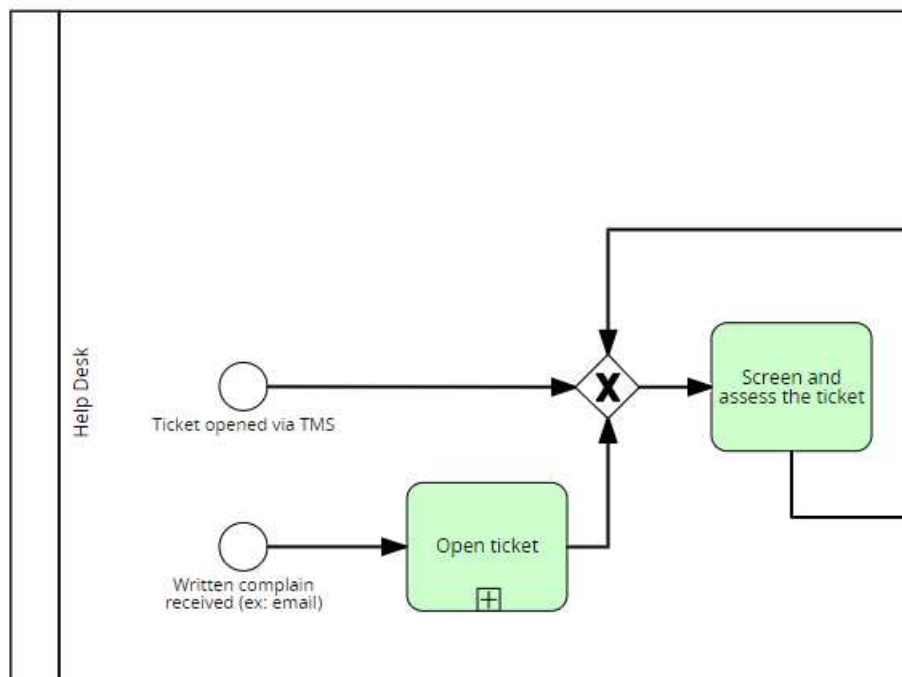 Help Desk
Ticket opened via TMS
Screen and
assess the ticket
Open ticket
Written complain
received (ex: email)